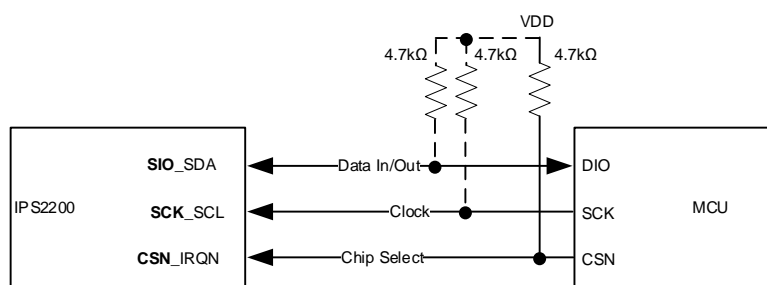 VDD
4.7kΩ 4.7kΩ 4.7kΩ
SIO_SDA Data In/Out DIO
IPS2200 SCK_SCL Clock SCK MCU
CSN_IRQN Chip Select CSN